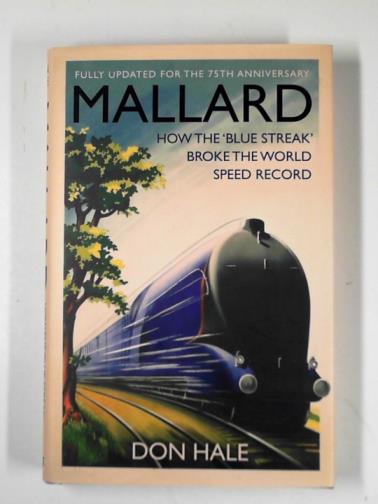 FULLY UPDATED FOR THE 75TH ANNIVERSARY
MALLARD
HOW THE 'BLUE STREAK'
BROKE THE WORLD
SPEED RECORD
DON HALE